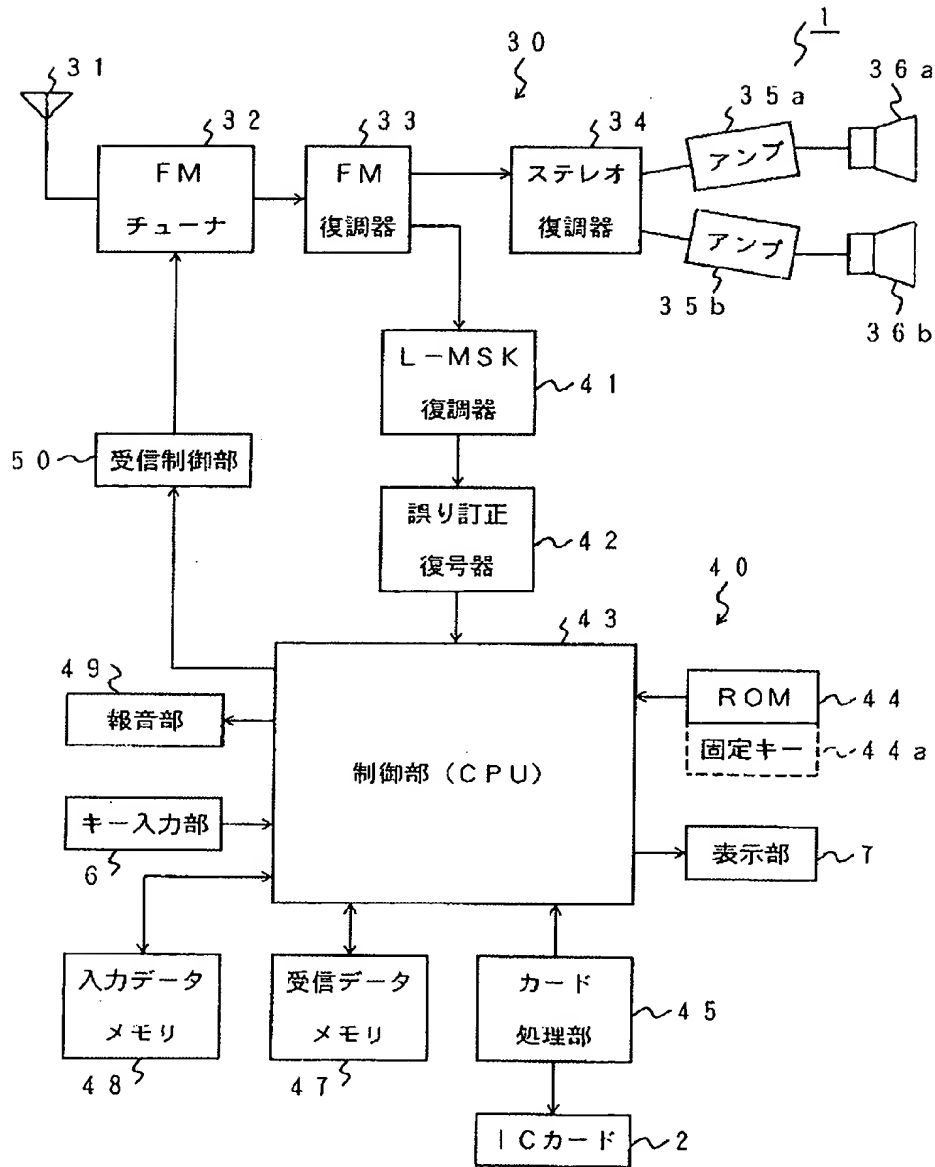 1
30
31
32
33
34
35a
36a
FM
チューナ
FM
復調器
ステレオ
復調器
アンプ
アンプ
35b
36b
L-MSK
復調器
41
50
受信制御部
誤り訂正
復号器
42
40
43
49
報音部
ROM
44
固定キー
44a
制御部(CPU)
キー入力部
6
表示部
7
入力データ
メモリ
48
受信データ
メモリ
47
カード
処理部
45
ICカード
2